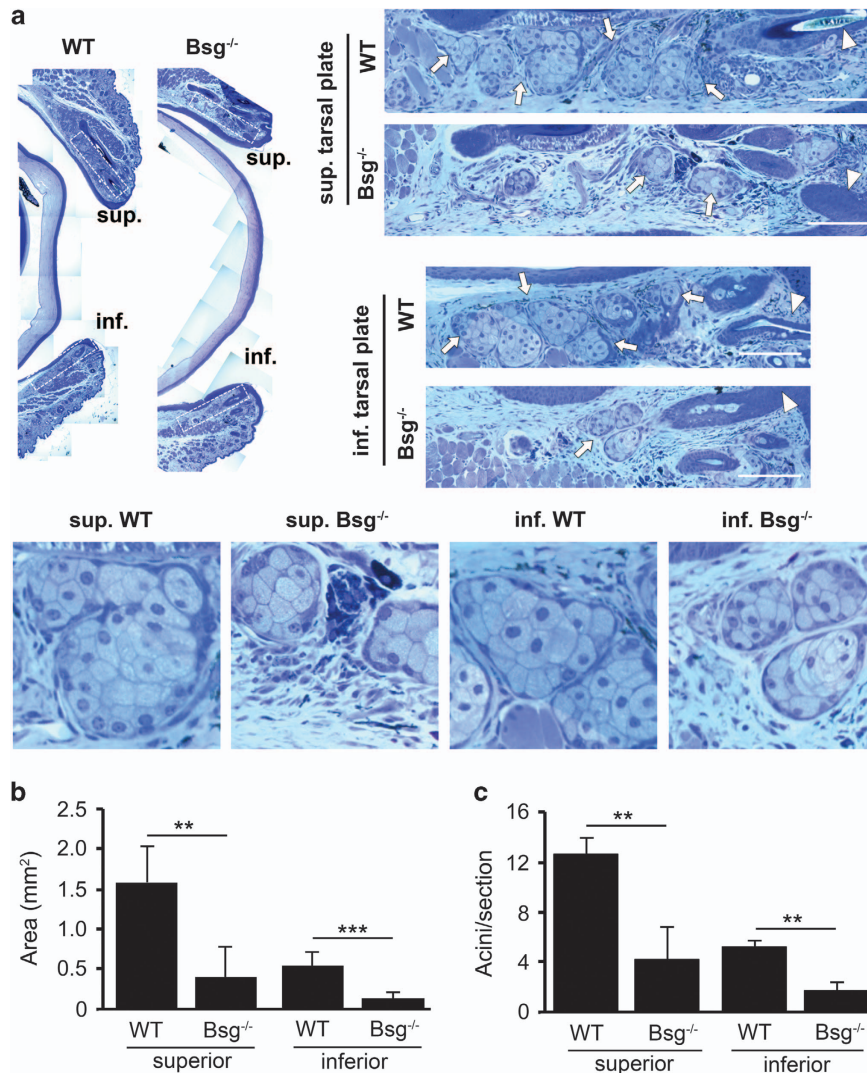 a
WT
Bsg⁻/⁻
sup.
sup.
inf.
inf.
sup. tarsal plate
WT
Bsg⁻/⁻
inf. tarsal plate
WT
Bsg⁻/⁻
sup. WT
sup. Bsg⁻/⁻
inf. WT
inf. Bsg⁻/⁻
b
Area (mm²)
2.5
2.0
1.5
1.0
0.5
0
**
***
WT
Bsg⁻/⁻
WT
Bsg⁻/⁻
superior
inferior
c
Acini/section
16
12
8
4
0
**
**
WT
Bsg⁻/⁻
WT
Bsg⁻/⁻
superior
inferior